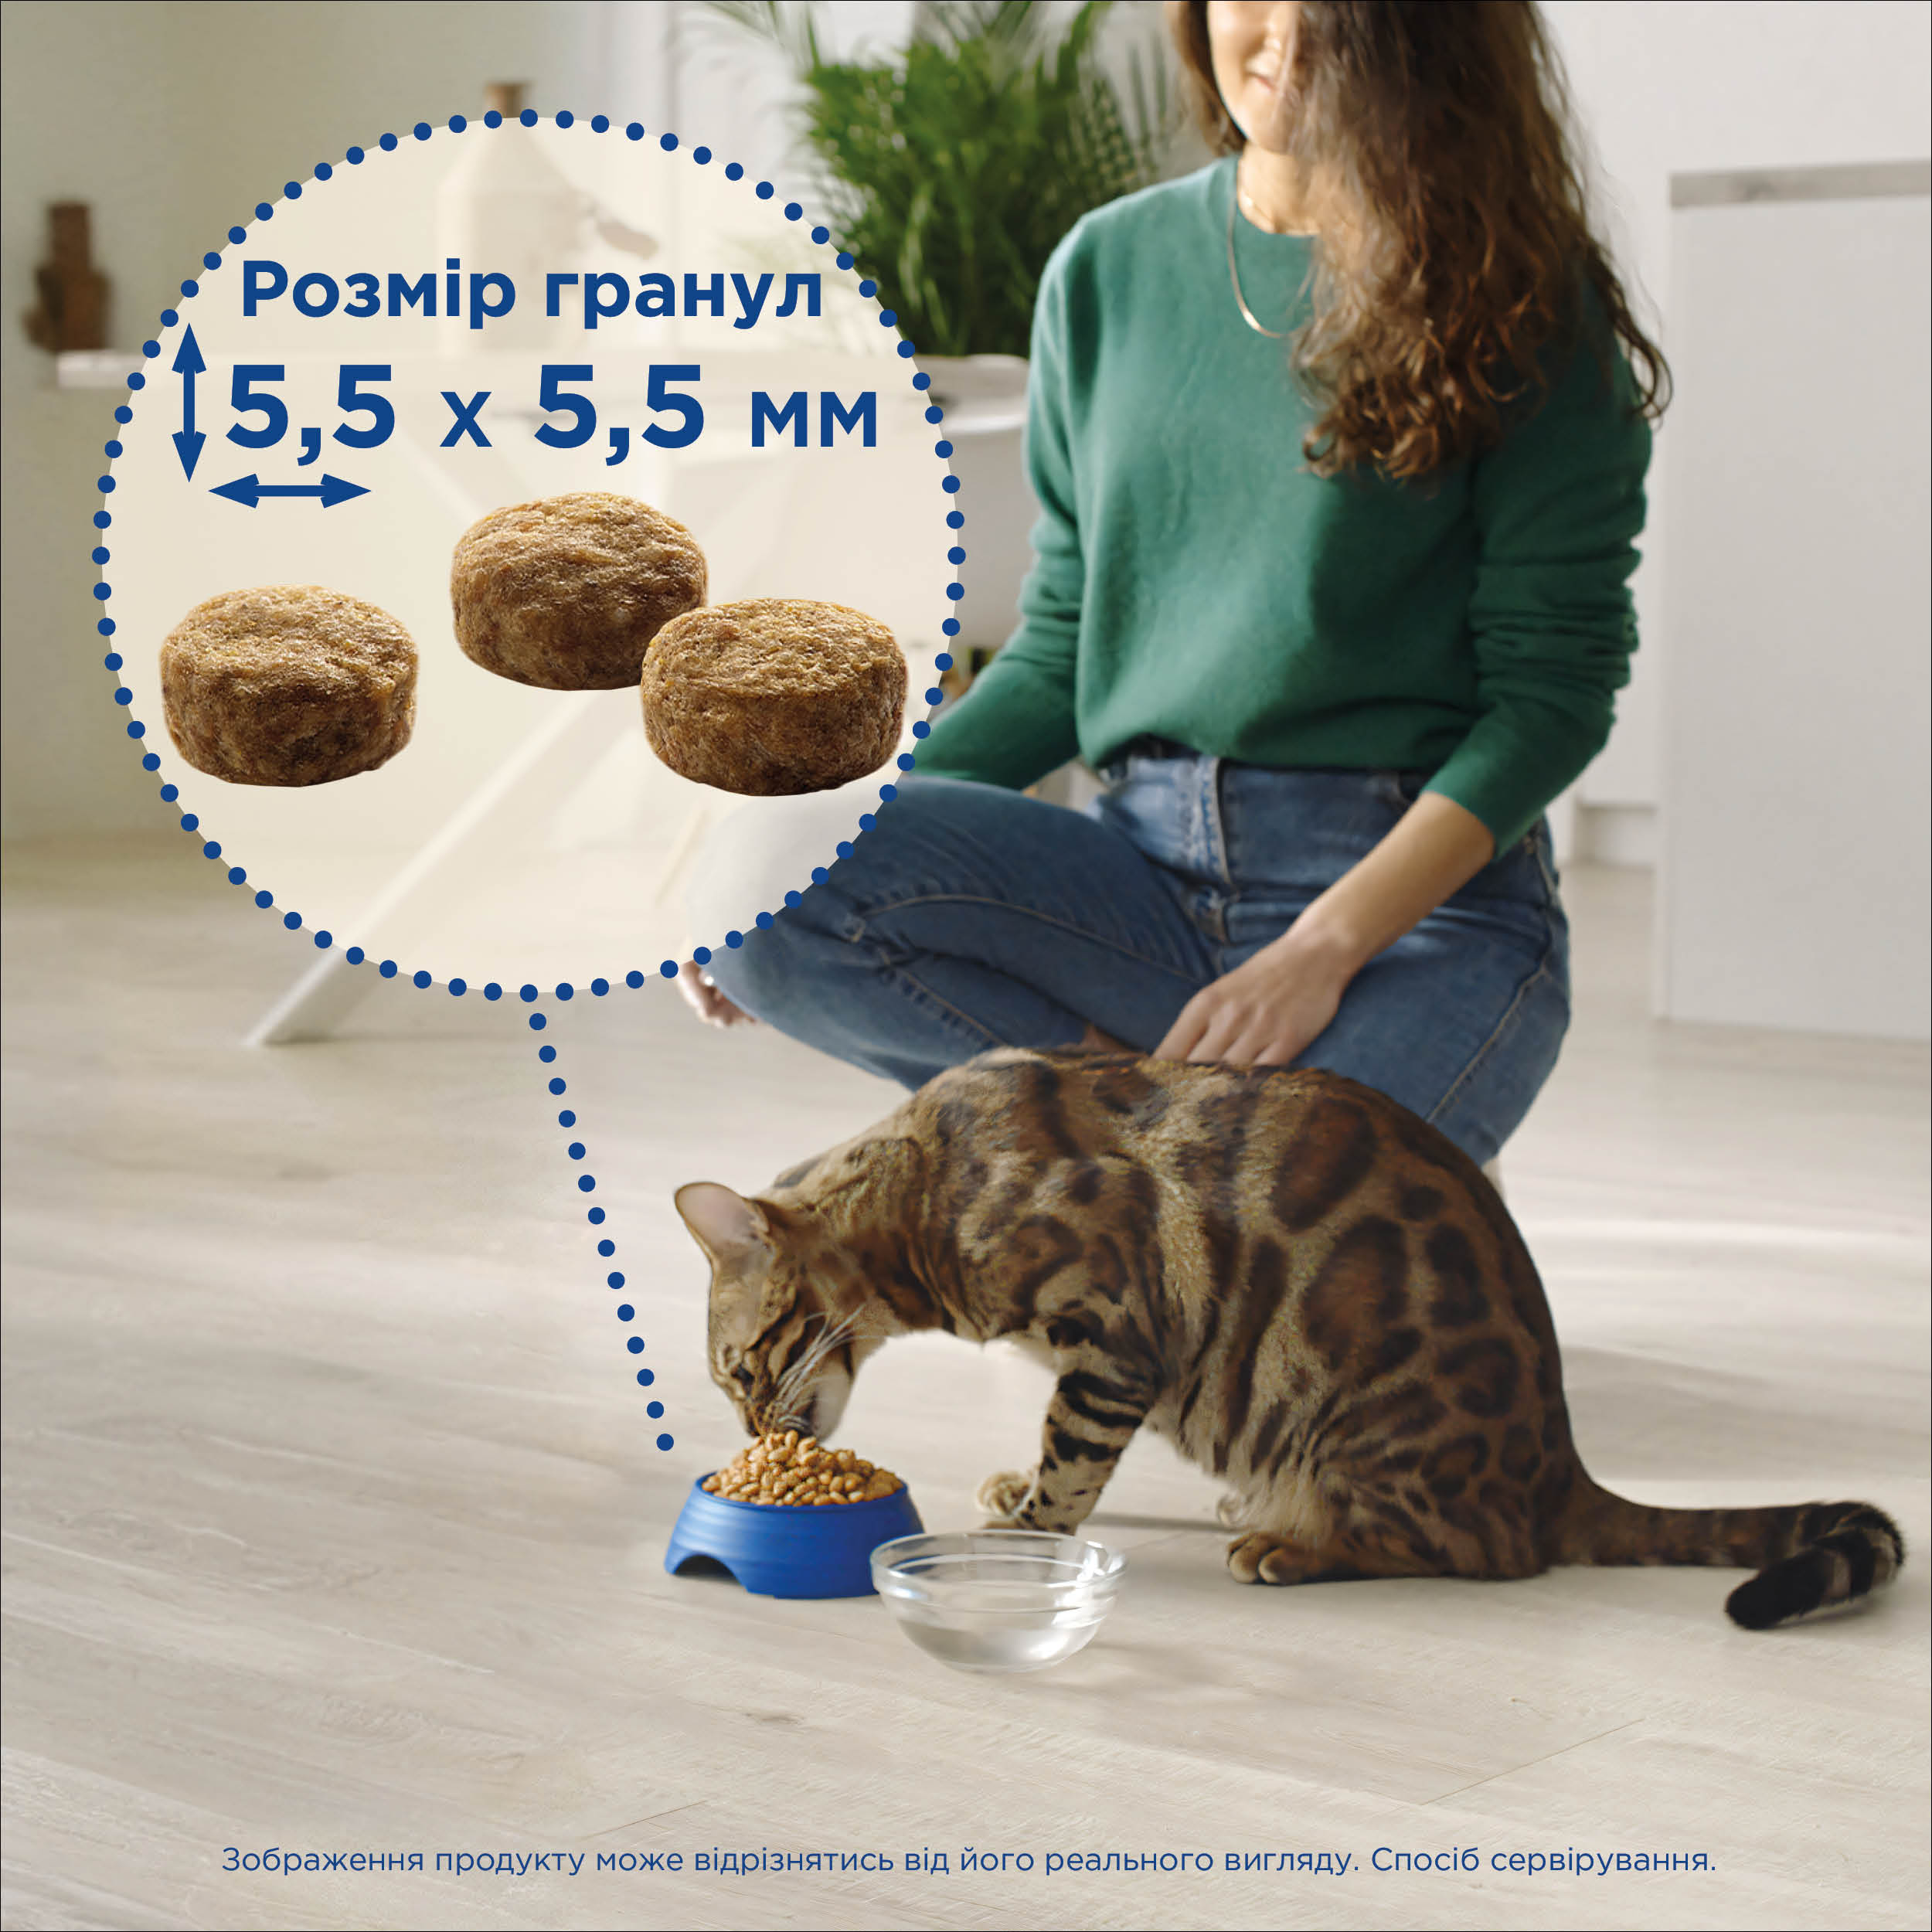 Розмір гранул
5,5 х 5,5 мм
Зображення продукту може відрізнятись від його реального вигляду. Спосіб сервірування.